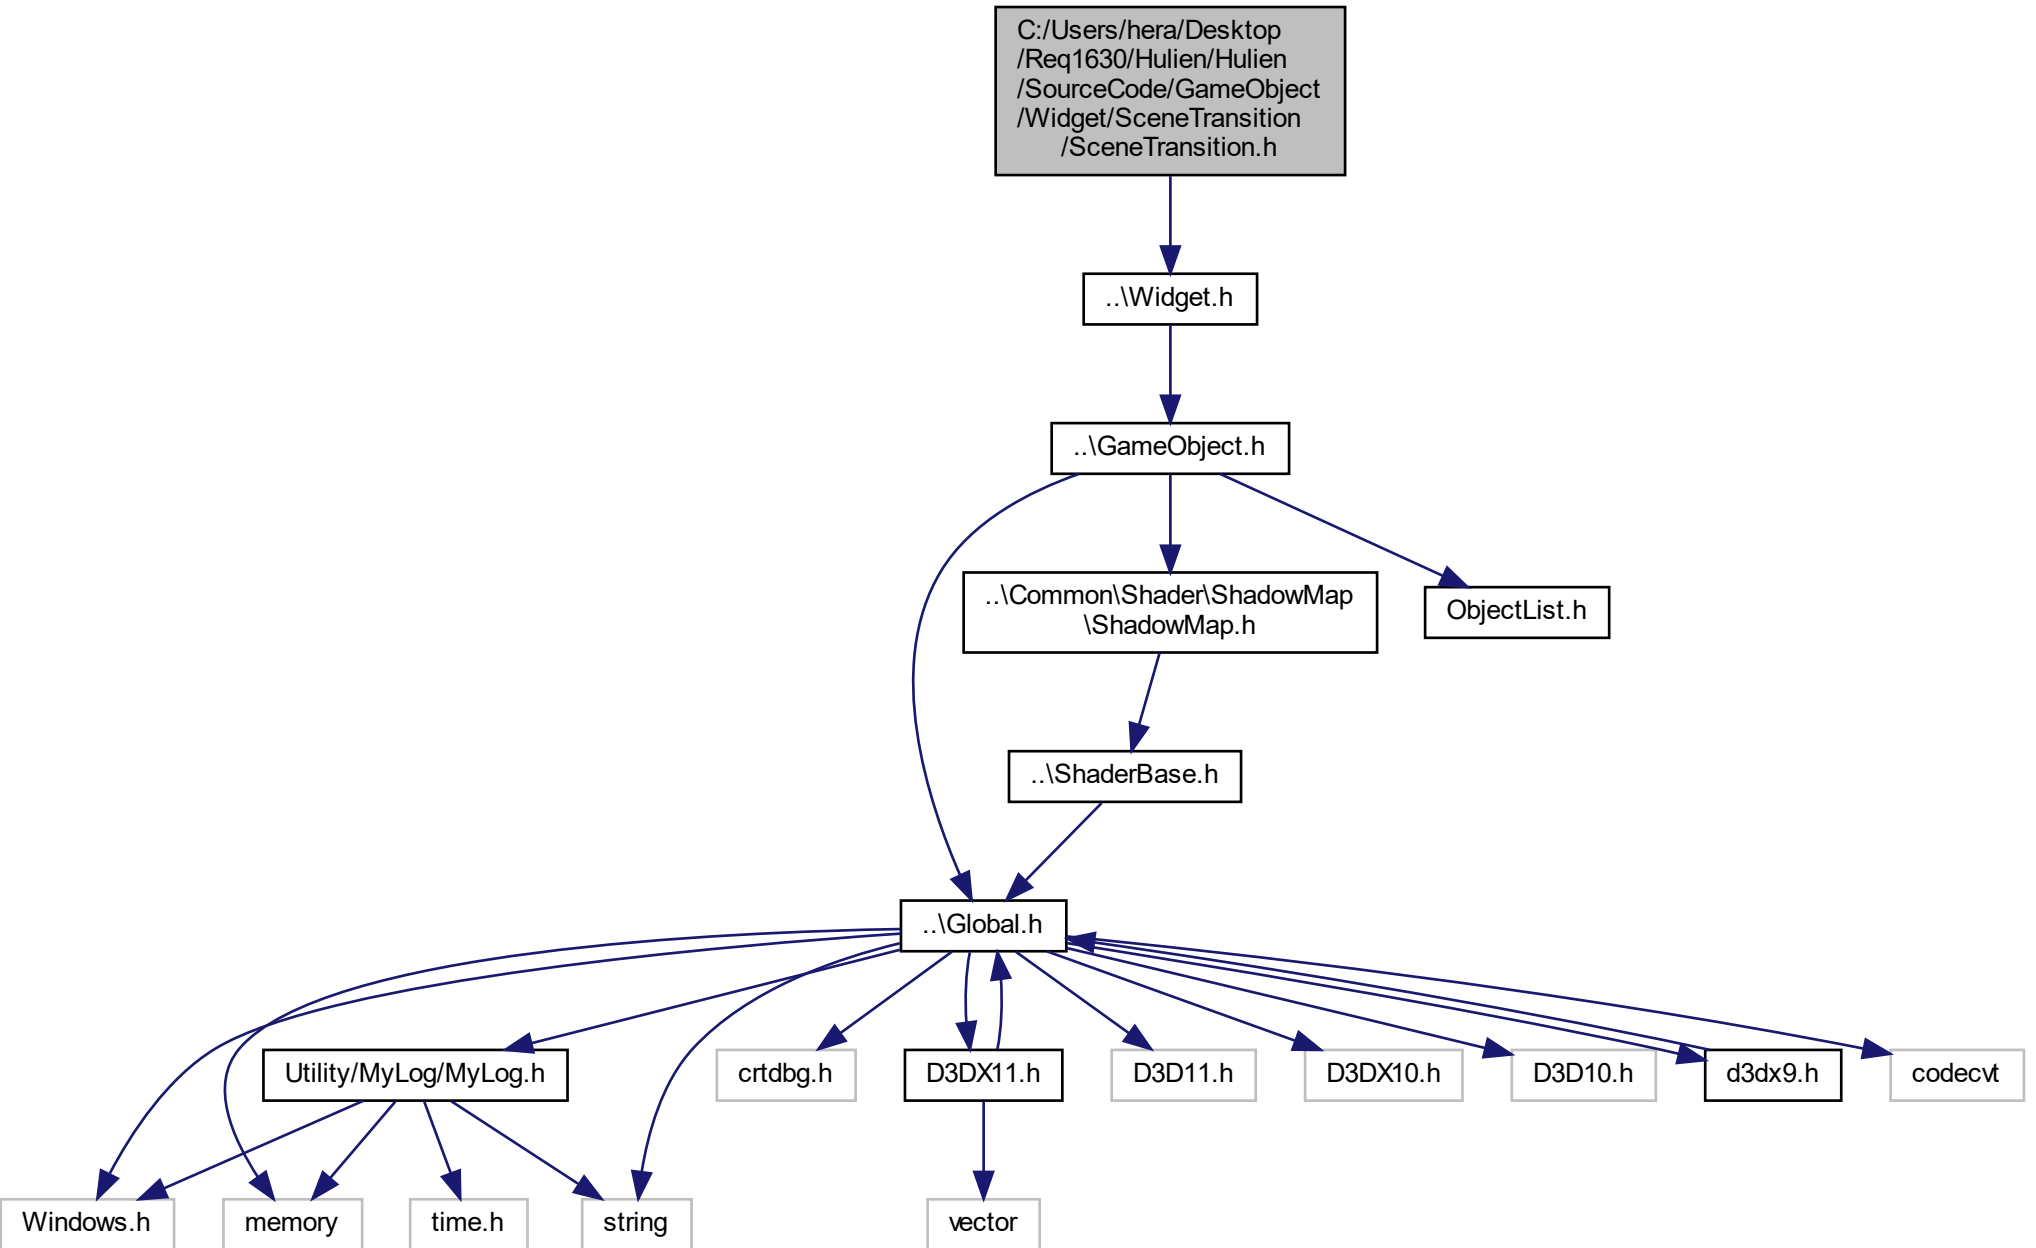 C:/Users/hera/Desktop
/Req1630/Hulien/Hulien
/SourceCode/GameObject
/Widget/SceneTransition
/SceneTransition.h
..\Widget.h
..\GameObject.h
..\Common\Shader\ShadowMap
\ShadowMap.h
ObjectList.h
..\ShaderBase.h
..\Global.h
Utility/MyLog/MyLog.h
crtdbg.h
D3DX11.h
D3D11.h
D3DX10.h
D3D10.h
d3dx9.h
codecvt
Windows.h
memory
time.h
string
vector